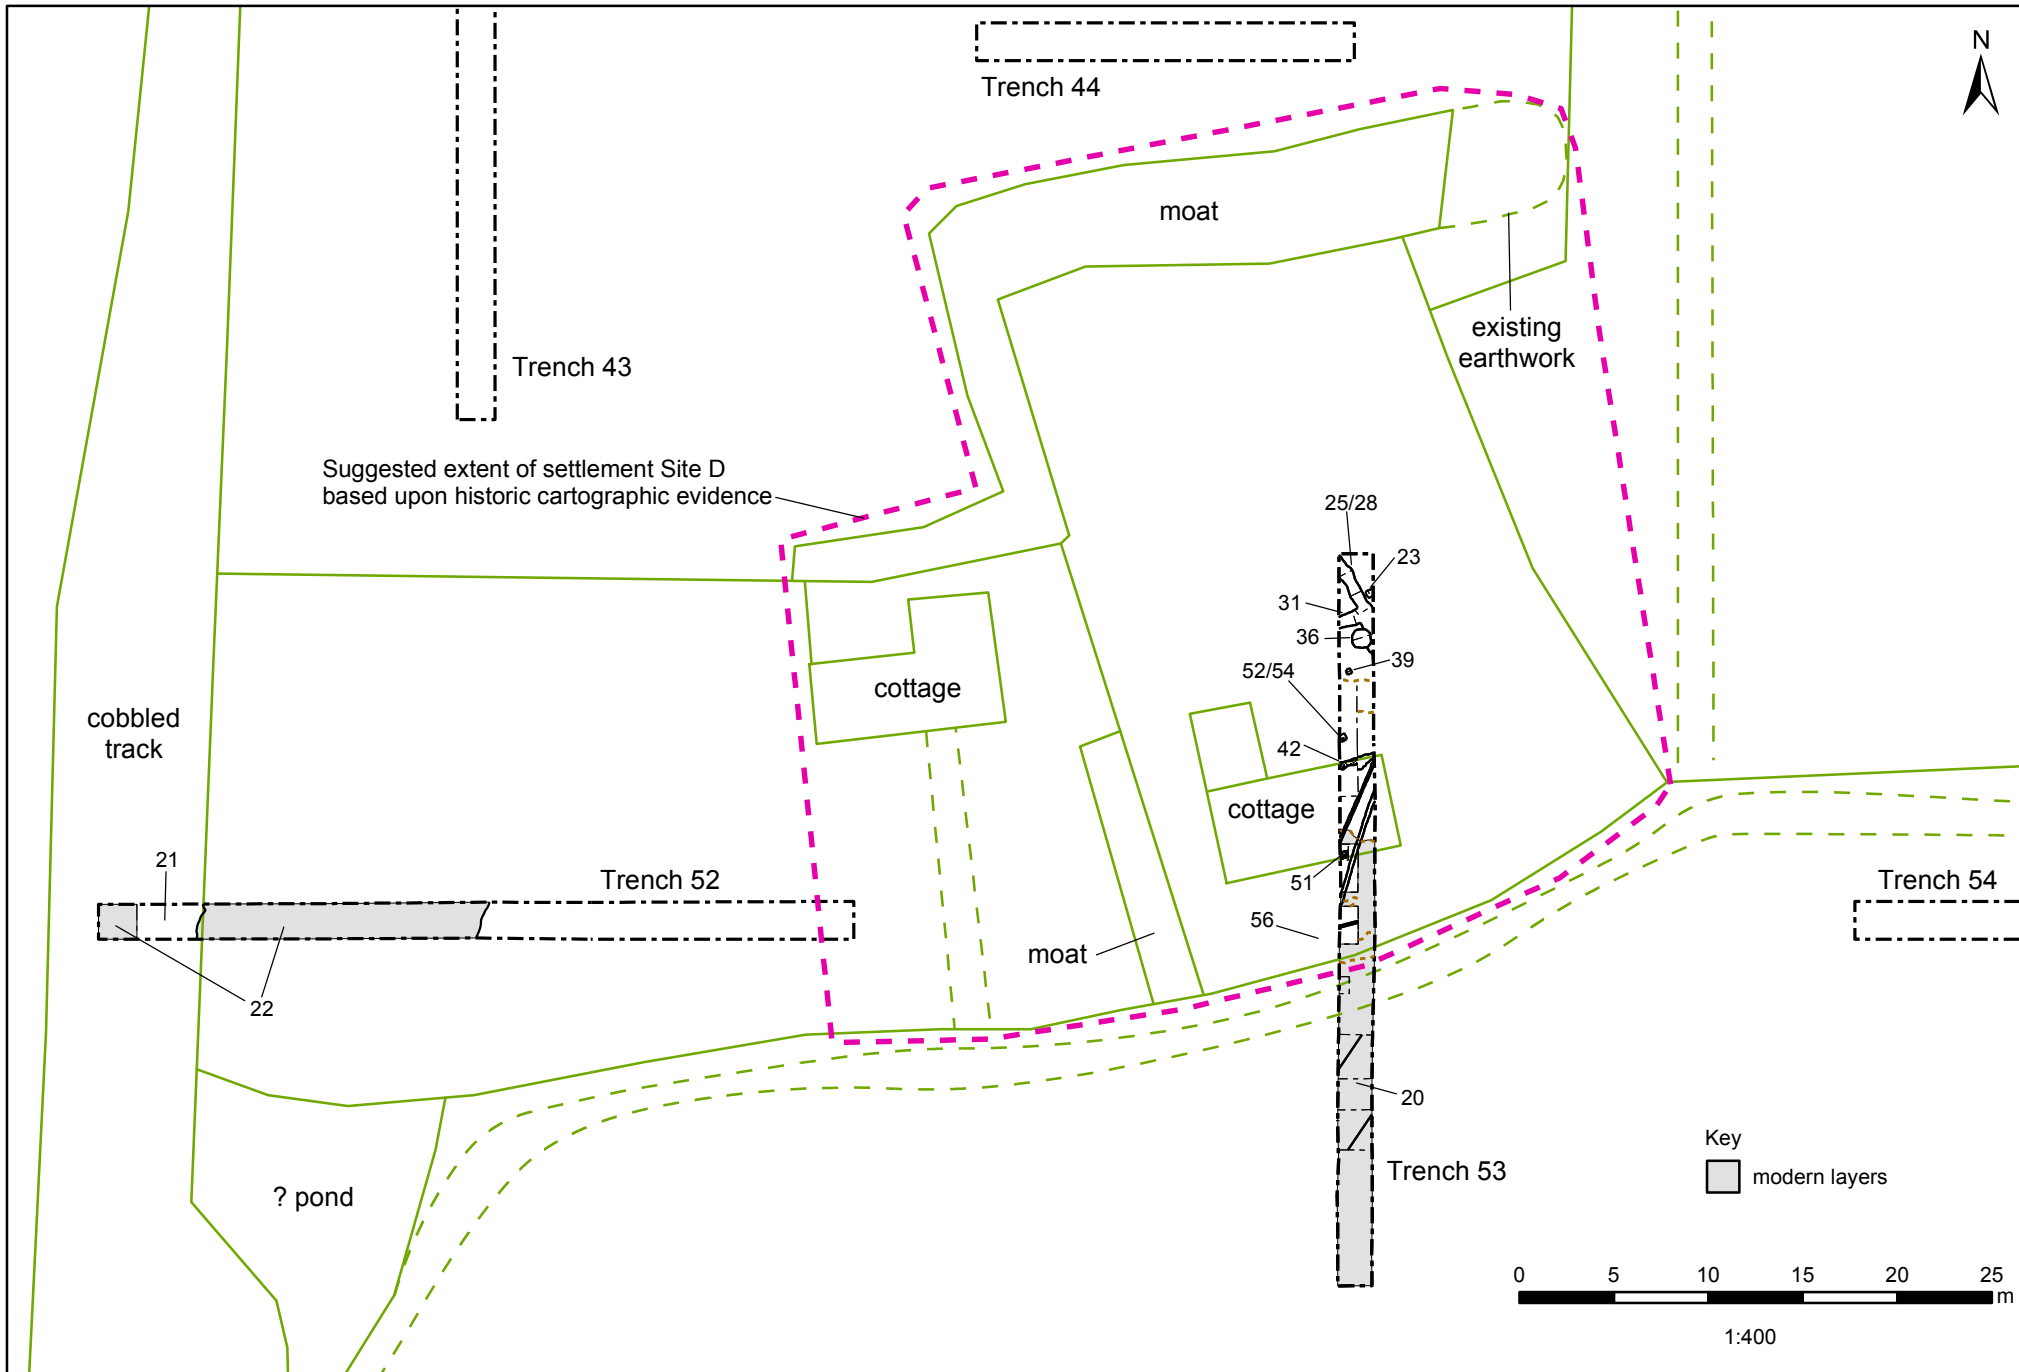 N
Trench 44
moat
existing
earthwork
Trench 43
Suggested extent of settlement Site D
based upon historic cartographic evidence
25/28
23
31
36
39
52/54
42
cottage
cottage
cobbled
track
21
Trench 52
51
56
moat
Trench 54
22
20
Trench 53
? pond
Key
modern layers
0 5 10 15 20 25
m
1:400